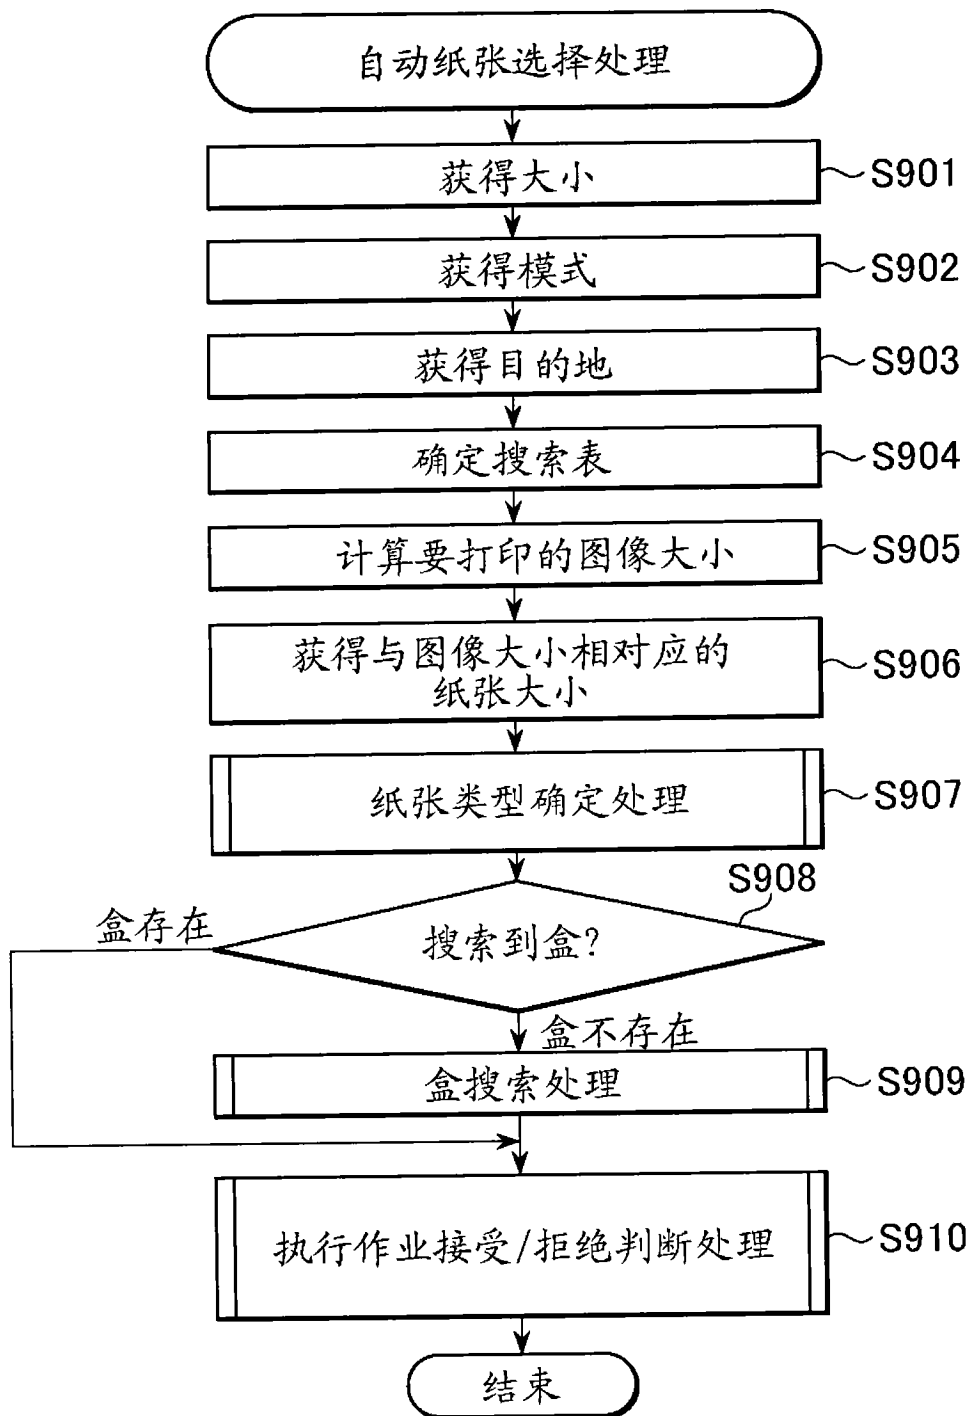 自动纸张选择处理
获得大小
S901
获得模式
S902
获得目的地
S903
确定搜索表
S904
计算要打印的图像大小
S905
获得与图像大小相对应的
纸张大小
S906
纸张类型确定处理
S907
S908
盒存在
搜索到盒?
盒不存在
盒搜索处理
S909
执行作业接受/拒绝判断处理
S910
结束